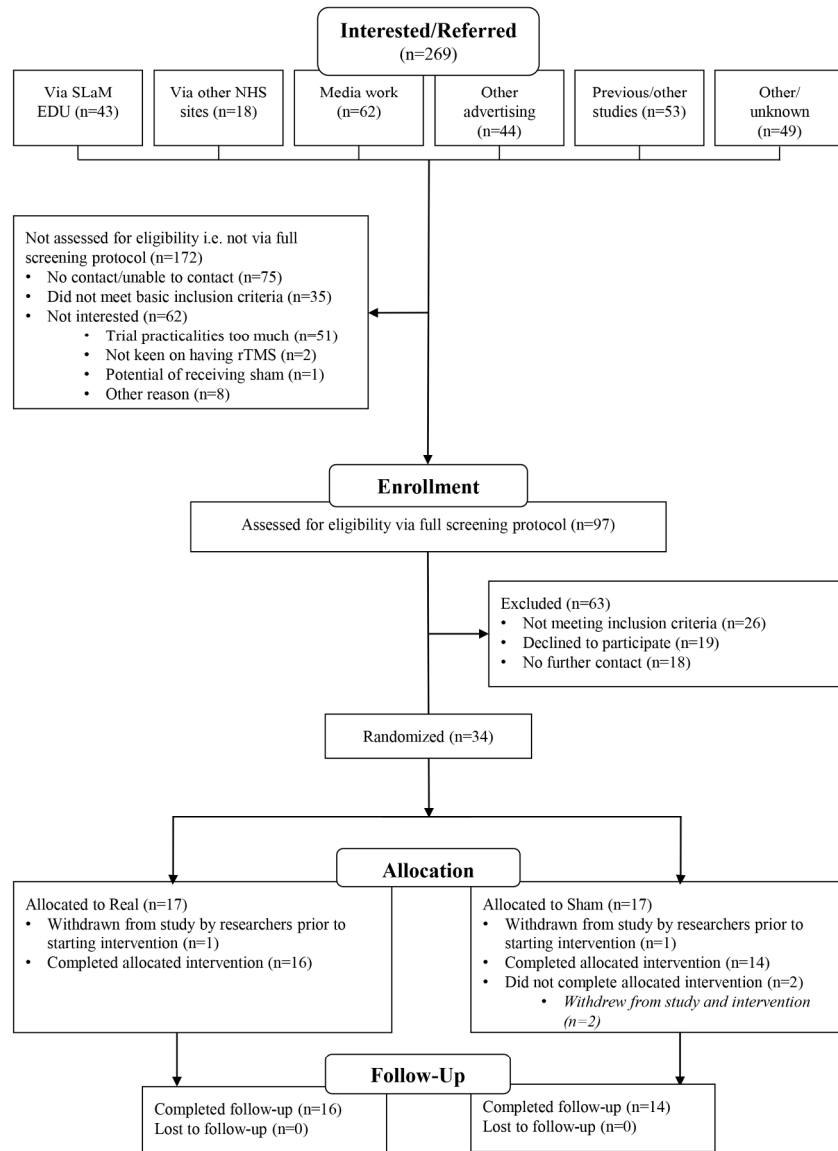 Interested/Referred
(n=269)
Via SLaM
EDU (n=43)
Via other NHS
sites (n=18)
Media work
(n=62)
Other
advertising
(n=44)
Previous/other
studies (n=53)
Other/
unknown
(n=49)
Not assessed for eligibility i.e. not via full
screening protocol (n=172)
• No contact/unable to contact (n=75)
• Did not meet basic inclusion criteria (n=35)
• Not interested (n=62)
• Trial practicalities too much (n=51)
• Not keen on having rTMS (n=2)
• Potential of receiving sham (n=1)
• Other reason (n=8)
Enrollment
Assessed for eligibility via full screening protocol (n=97)
Excluded (n=63)
• Not meeting inclusion criteria (n=26)
• Declined to participate (n=19)
• No further contact (n=18)
Randomized (n=34)
Allocation
Allocated to Real (n=17)
• Withdrawn from study by researchers prior to
starting intervention (n=1)
• Completed allocated intervention (n=16)
Allocated to Sham (n=17)
• Withdrawn from study by researchers prior to
starting intervention (n=1)
• Completed allocated intervention (n=14)
• Did not complete allocated intervention (n=2)
• Withdrew from study and intervention
(n=2)
Follow-Up
Completed follow-up (n=16)
Lost to follow-up (n=0)
Completed follow-up (n=14)
Lost to follow-up (n=0)